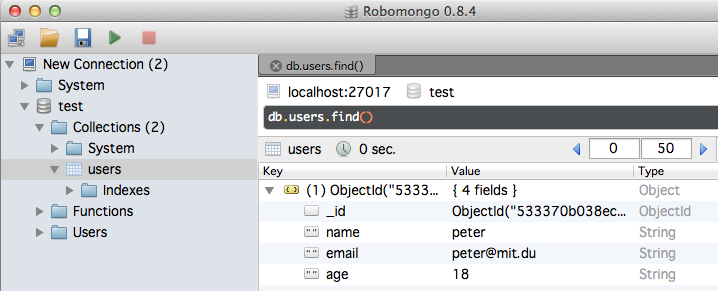 Robomongo 0.8.4
New Connection (2)
System
test
Collections (2)
System
users
Indexes
Functions
Users
db.users.find()
localhost:27017 test
db.users.find()
users 0 sec. 0 50
Key Value Type
(1) ObjectId("5333... { 4 fields } Object
_id ObjectId("533370b038ec... ObjectId
name peter String
email peter@mit.du String
age 18 String